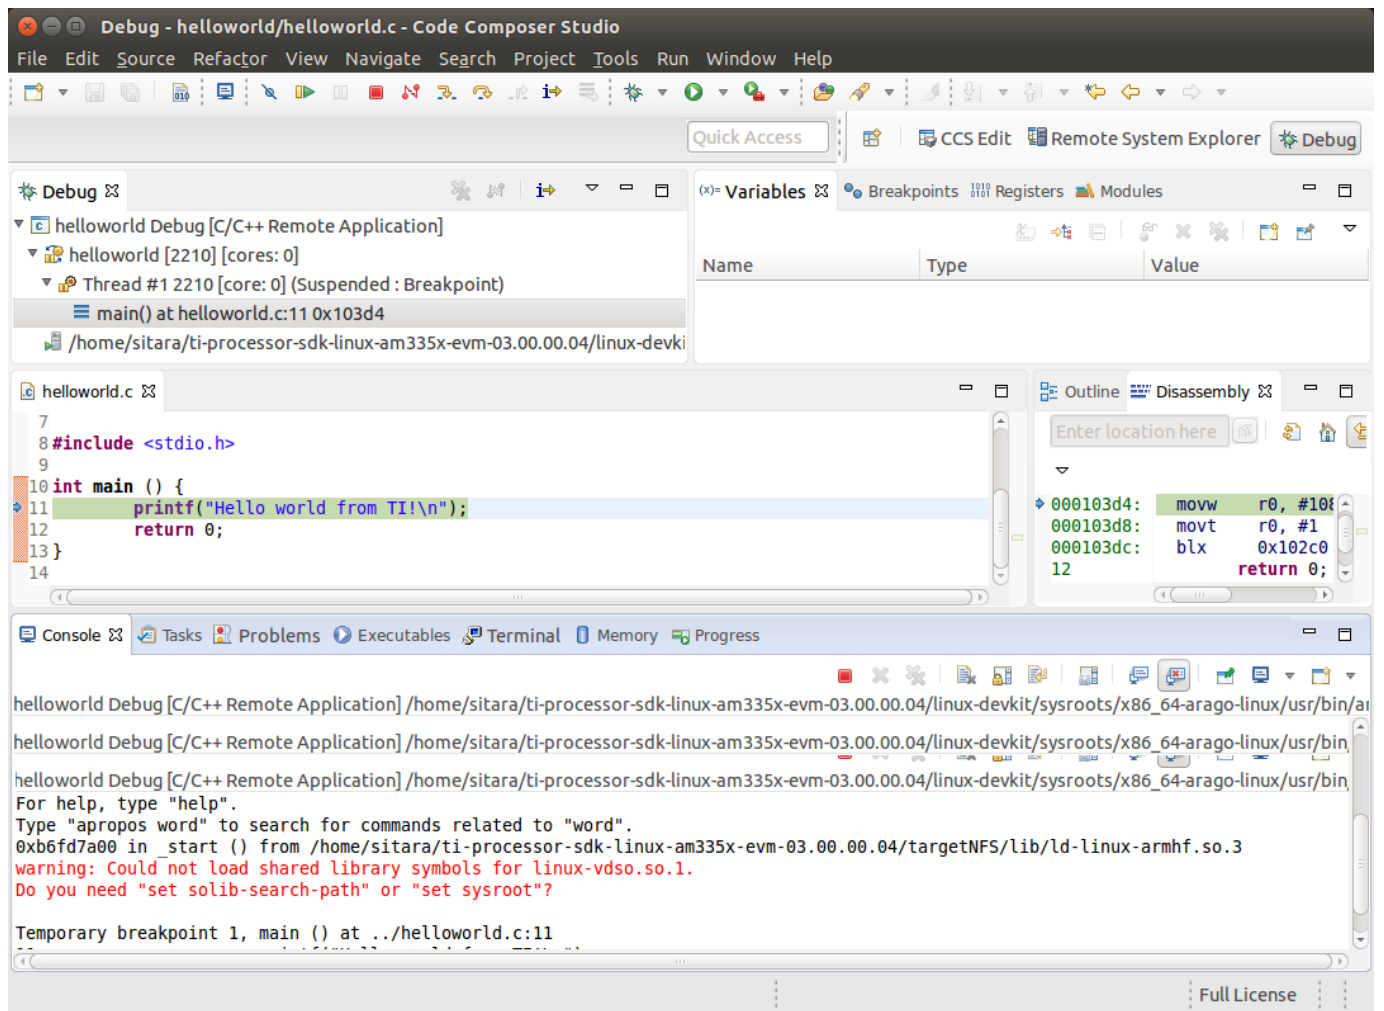 Debug - helloworld/helloworld.c - Code Composer Studio
File Edit Source Refactor View Navigate Search Project Tools Run Window Help
Quick Access
CCS Edit Remote System Explorer Debug
Debug
helloworld Debug [C/C++ Remote Application]
helloworld [2210] [cores: 0]
Thread #1 2210 [core: 0] (Suspended : Breakpoint)
main() at helloworld.c:11 0x103d4
/home/sitara/ti-processor-sdk-linux-am335x-evm-03.00.00.04/linux-devki
(x)= Variables Breakpoints Registers Modules
Name Type Value
helloworld.c
7
8 #include <stdio.h>
9
10 int main () {
11 printf("Hello world from TI!\n");
12 return 0;
13 }
14
Outline Disassembly
Enter location here
000103d4: movw r0, #108
000103d8: movt r0, #1
000103dc: blx 0x102c0
12 return 0;
Console Tasks Problems Executables Terminal Memory Progress
helloworld Debug [C/C++ Remote Application] /home/sitara/ti-processor-sdk-linux-am335x-evm-03.00.00.04/linux-devkit/sysroots/x86_64-arago-linux/usr/bin/ar
helloworld Debug [C/C++ Remote Application] /home/sitara/ti-processor-sdk-linux-am335x-evm-03.00.00.04/linux-devkit/sysroots/x86_64-arago-linux/usr/bin
helloworld Debug [C/C++ Remote Application] /home/sitara/ti-processor-sdk-linux-am335x-evm-03.00.00.04/linux-devkit/sysroots/x86_64-arago-linux/usr/bin
For help, type "help".
Type "apropos word" to search for commands related to "word".
0xb6fd7a00 in _start () from /home/sitara/ti-processor-sdk-linux-am335x-evm-03.00.00.04/targetNFS/lib/ld-linux-armhf.so.3
warning: Could not load shared library symbols for linux-vdso.so.1.
Do you need "set solib-search-path" or "set sysroot"?
Temporary breakpoint 1, main () at ../helloworld.c:11
Full License